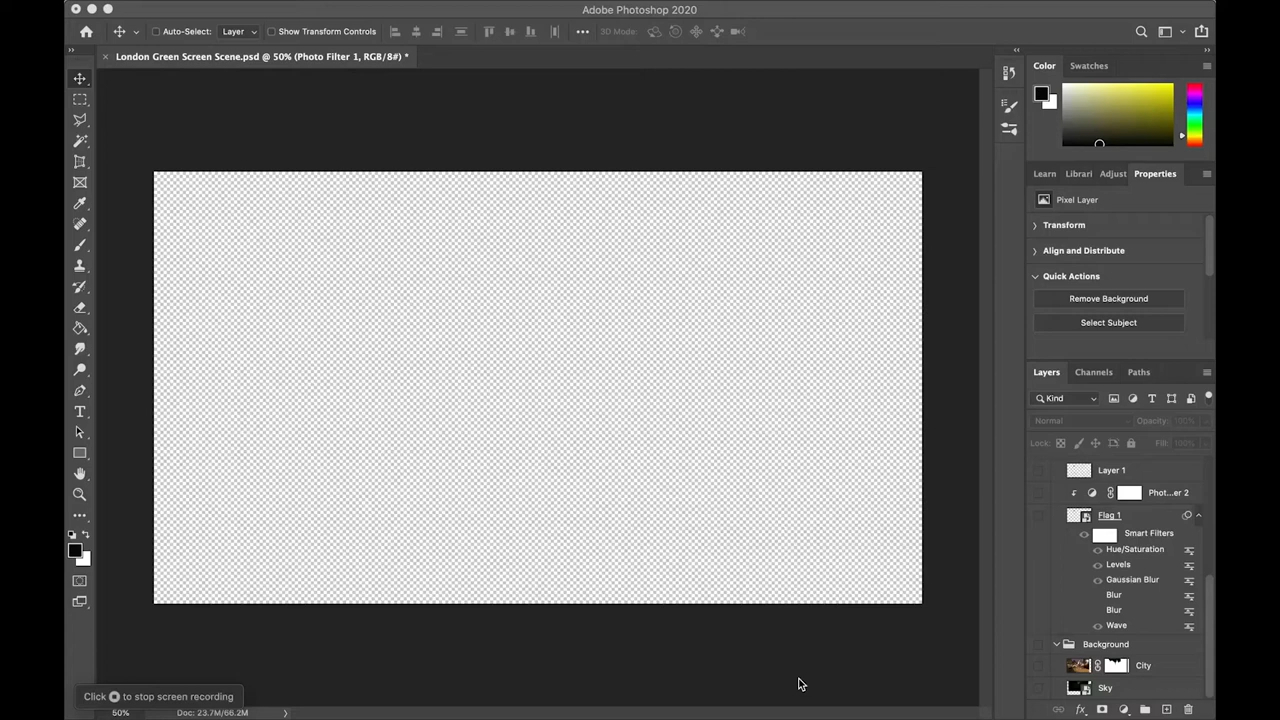 Adobe Photoshop 2020
Auto-Select: Layer Show Transform Controls 3D Mode:
London Green Screen Scene.psd @ 50% (Photo Filter 1, RGB/8#) *
Color Swatches
Learn Librari Adjust Properties
Pixel Layer
Transform
Align and Distribute
Quick Actions
Remove Background
Select Subject
Layers Channels Paths
Kind
Normal Opacity: 100%
Lock: Fill: 100%
Layer 1
Phot...er 2
Flag 1
Smart Filters
Hue/Saturation
Levels
Gaussian Blur
Blur
Blur
Wave
Background
City
Sky
Click to stop screen recording
50% Doc: 23.7M/66.2M